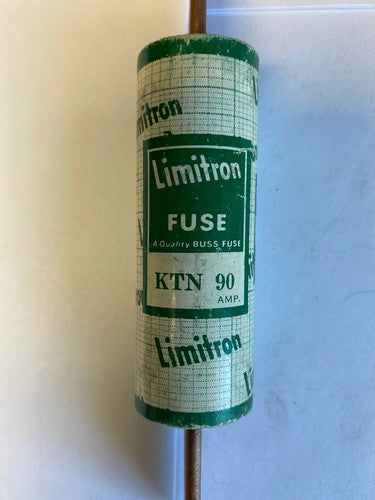 Limitron
Limitron
FUSE
A Quality BUSS FUSE
KTN 90
AMP.
Limitron